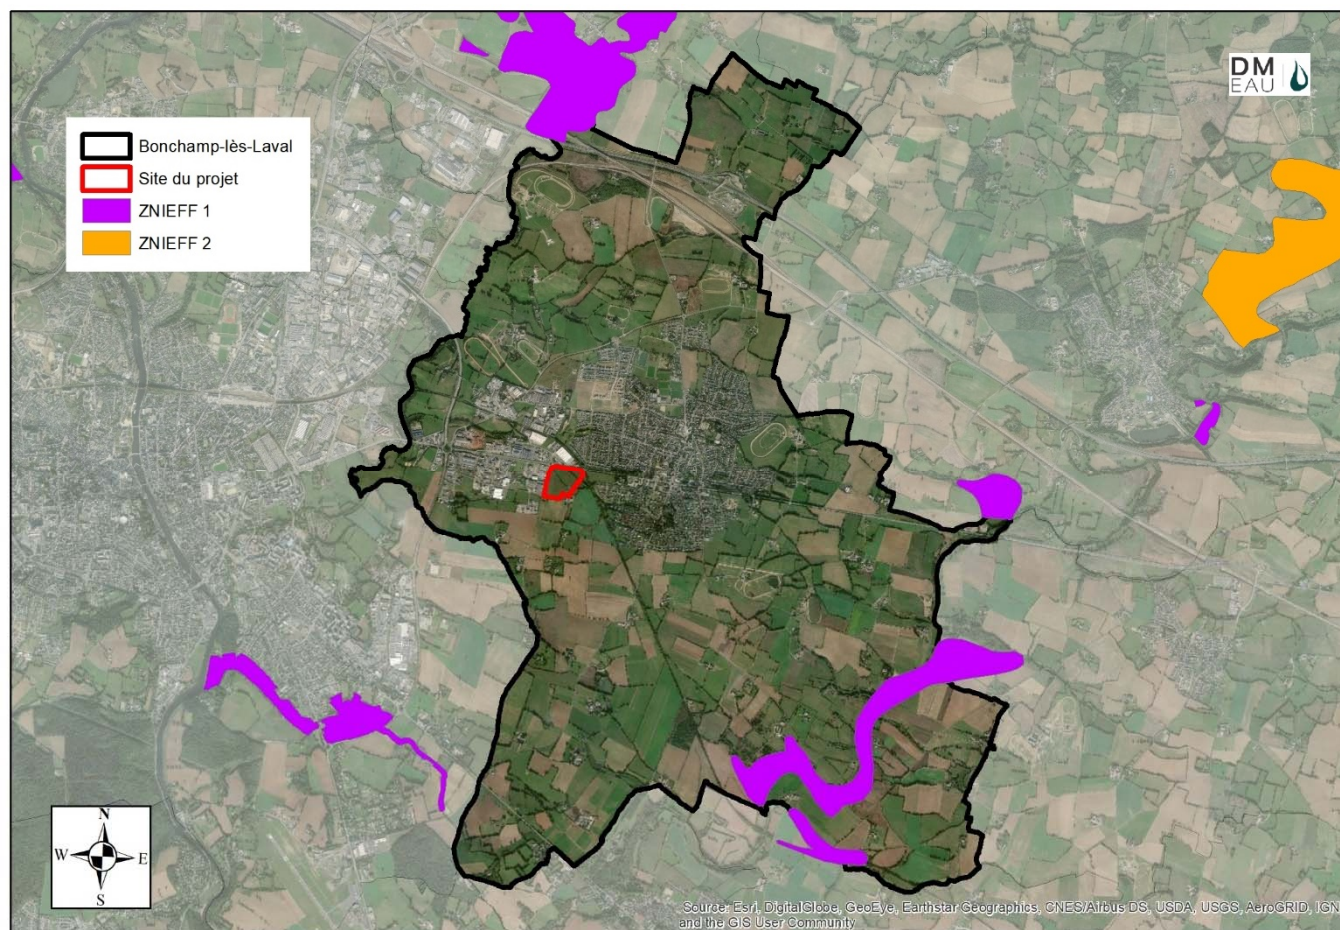 DM
EAU
Bonchamp-lès-Laval
Site du projet
ZNIEFF 1
ZNIEFF 2
N
W E
S
Source: Esri, DigitalGlobe, GeoEye, Earthstar Geographics, CNES/Airbus DS, USDA, USGS, AeroGRID, IGN
and the GIS User Community